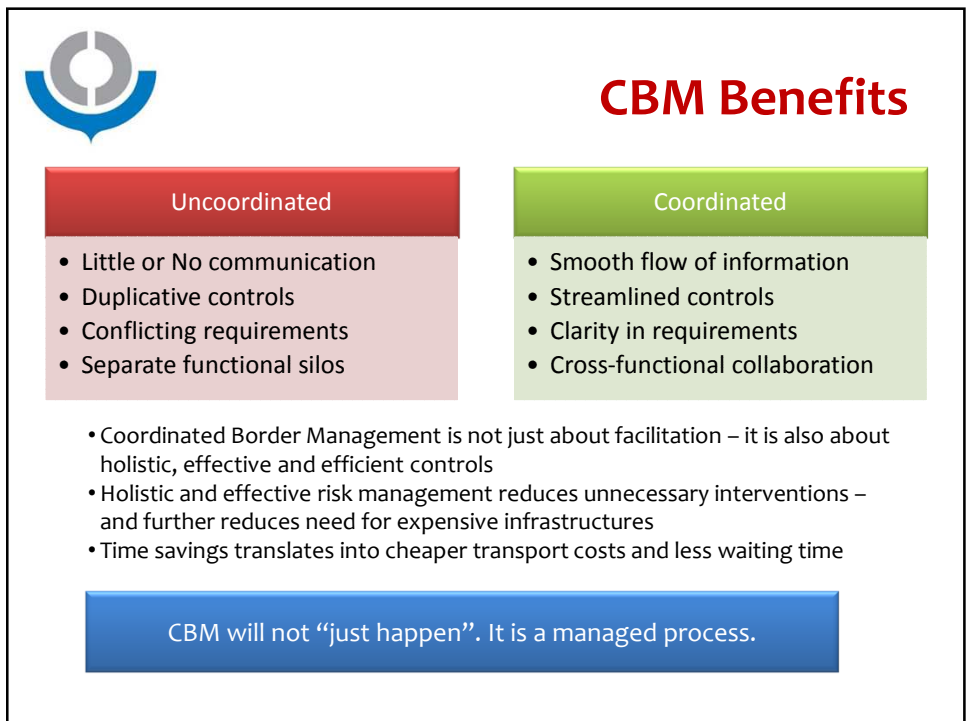 CBM Benefits
Uncoordinated
• Little or No communication
• Duplicative controls
• Conflicting requirements
• Separate functional silos
Coordinated
• Smooth flow of information
• Streamlined controls
• Clarity in requirements
• Cross-functional collaboration
• Coordinated Border Management is not just about facilitation – it is also about
holistic, effective and efficient controls
• Holistic and effective risk management reduces unnecessary interventions –
and further reduces need for expensive infrastructures
• Time savings translates into cheaper transport costs and less waiting time
CBM will not “just happen”. It is a managed process.